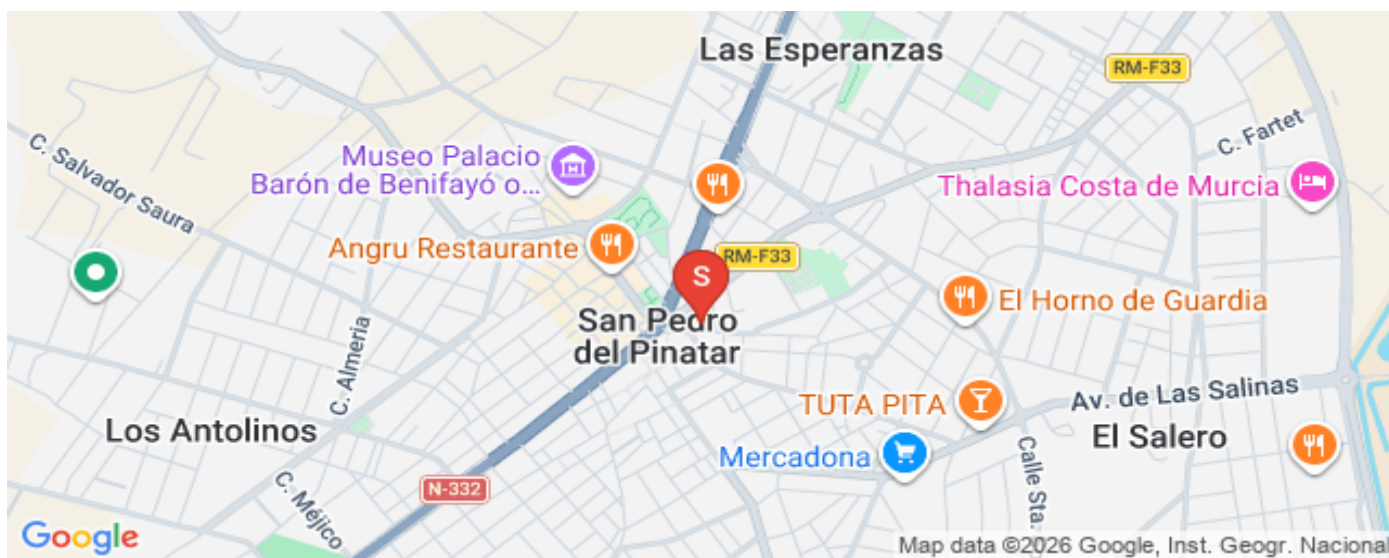 Las Esperanzas
RM-F33
C. Fartet
C. Salvador Saura
Museo Palacio
Barón de Benifayó o...
Thalasia Costa de Murcia
Angru Restaurante
RM-F33
S
El Horno de Guardia
San Pedro
del Pinatar
C. Almería
TUTA PITA
Av. de Las Salinas
Los Antolinos
El Salero
Mercadona
Calle Sta.
N-332
C. Méjico
Google
Map data ©2026 Google, Inst. Geogr. Nacional